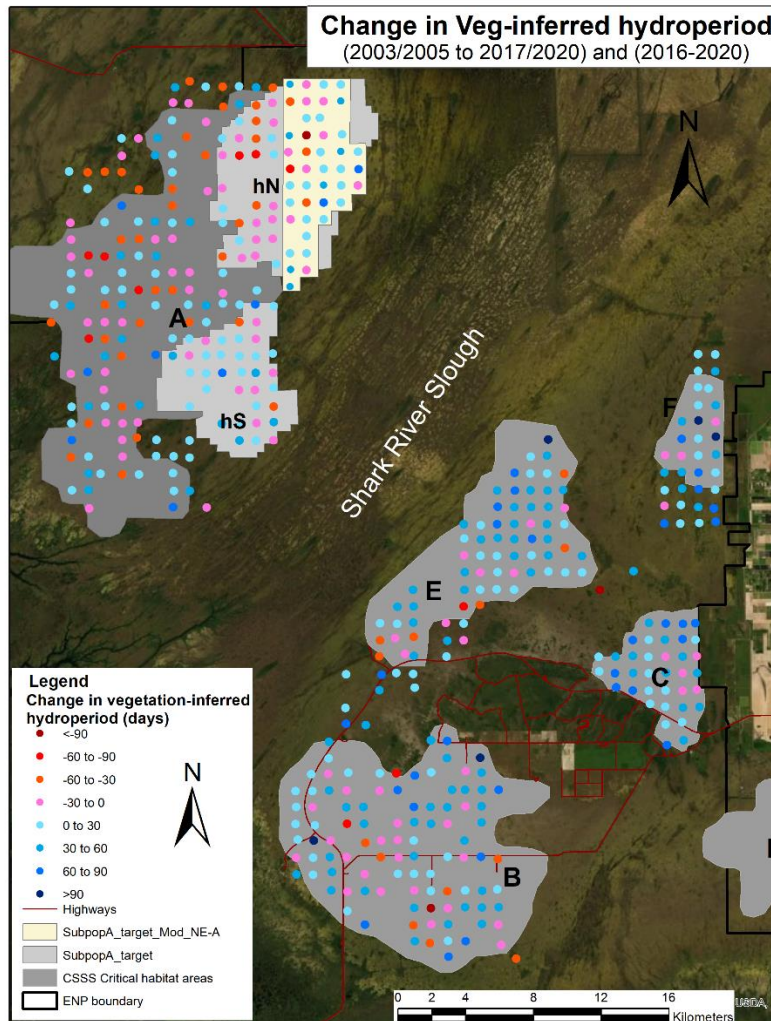 Change in Veg-inferred hydroperiod
(2003/2005 to 2017/2020) and (2016-2020)
N
hN
A
hS
Shark River Slough
F
E
C
B
Legend
Change in vegetation-inferred
hydroperiod (days)
<-90
-60 to -90
-60 to -30
-30 to 0
0 to 30
30 to 60
60 to 90
>90
Highways
SubpopA_target_Mod_NE-A
SubpopA_target
CSSS Critical habitat areas
ENP boundary
N
0 2 4 8 12 16
Kilometers
USDA,